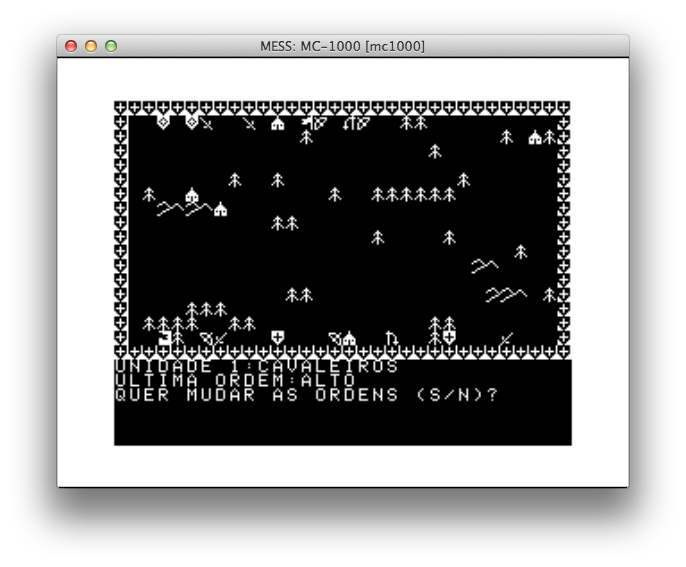 MESS: MC-1000 [mc1000]
UNIDADE 1:CAVALEIROS
ULTIMA ORDEM:ALTO
QUER MUDAR AS ORDENS (S/N)?